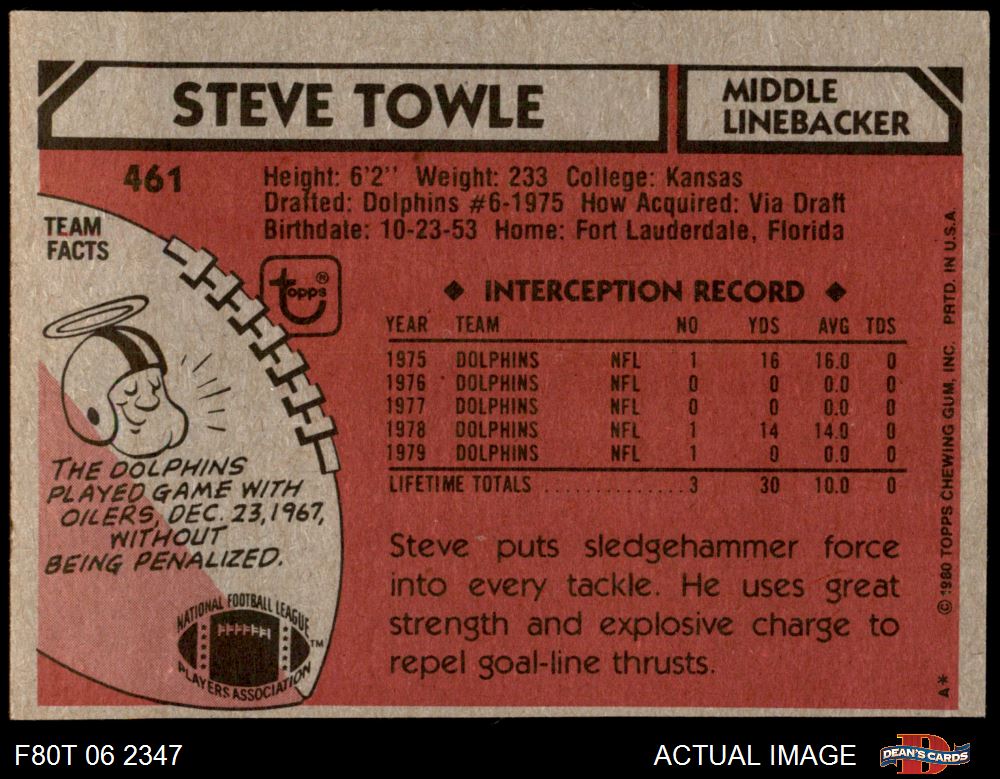 STEVE TOWLE
MIDDLE
LINEBACKER
461
Height: 6'2" Weight: 233 College: Kansas
Drafted: Dolphins #6-1975 How Acquired: Via Draft
Birthdate: 10-23-53 Home: Fort Lauderdale, Florida
TEAM
FACTS
topps®
◆ INTERCEPTION RECORD ◆
YEAR TEAM NO YDS AVG TDS
1975 DOLPHINS NFL 1 16 16.0 0
1976 DOLPHINS NFL 0 0 0.0 0
1977 DOLPHINS NFL 0 0 0.0 0
1978 DOLPHINS NFL 1 14 14.0 0
1979 DOLPHINS NFL 1 0 0.0 0
LIFETIME TOTALS ............... 3 30 10.0 0
THE DOLPHINS
PLAYED GAME WITH
OILERS, DEC. 23, 1967,
WITHOUT
BEING PENALIZED.
Steve puts sledgehammer force
into every tackle. He uses great
strength and explosive charge to
repel goal-line thrusts.
NATIONAL FOOTBALL LEAGUE
PLAYERS ASSOCIATION
TM
A* © 1980 TOPPS CHEWING GUM, INC. PRTD. IN U.S.A.
F80T 06 2347
ACTUAL IMAGE
DEAN'S CARDS